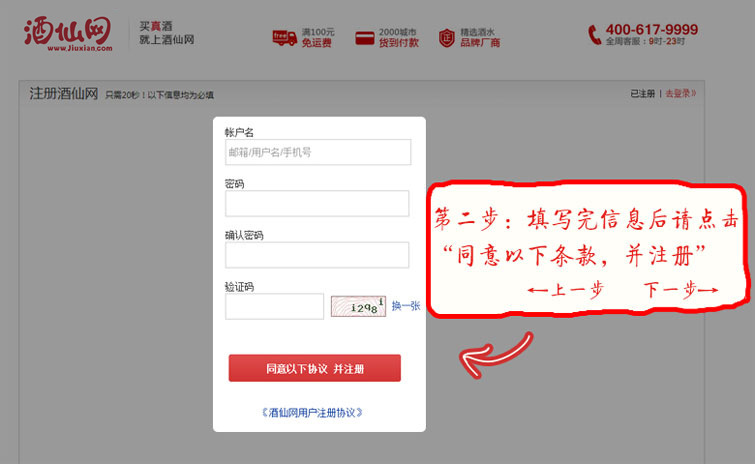 酒仙网
www.Jiuxian.com
买真酒
就上酒仙网
满100元
免运费
2000城市
货到付款
正
精选酒水
品牌厂商
400-617-9999
全周客服：9时-23时
注册酒仙网 只需20秒！以下信息均为必填
已注册 | 去登录»
帐户名
邮箱/用户名/手机号
密码
确认密码
验证码
i2q8i 换一张
同意以下协议 并注册
《酒仙网用户注册协议》
第二步：填写完信息后请点击
“同意以下条款，并注册”
←上一步 下一步→